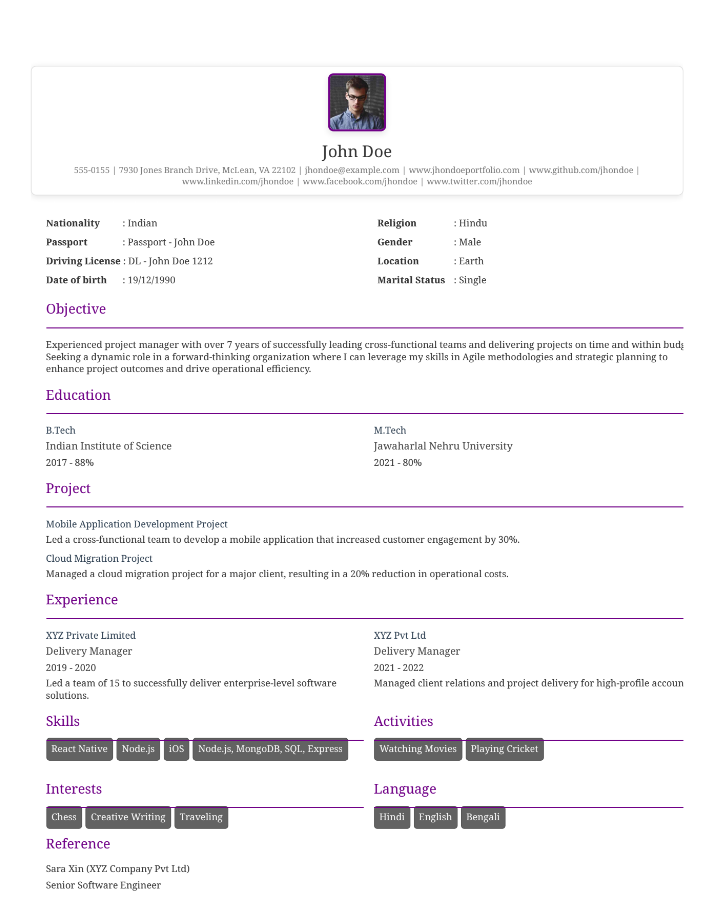 John Doe
555-0155 | 7930 Jones Branch Drive, McLean, VA 22102 | jhondoe@example.com | www.jhondoeportfolio.com | www.github.com/jhondoe |
www.linkedin.com/jhondoe | www.facebook.com/jhondoe | www.twitter.com/jhondoe
Nationality : Indian
Religion : Hindu
Passport : Passport - John Doe
Gender : Male
Driving License : DL - John Doe 1212
Location : Earth
Date of birth : 19/12/1990
Marital Status : Single
Objective
Experienced project manager with over 7 years of successfully leading cross-functional teams and delivering projects on time and within budg
Seeking a dynamic role in a forward-thinking organization where I can leverage my skills in Agile methodologies and strategic planning to
enhance project outcomes and drive operational efficiency.
Education
B.Tech
Indian Institute of Science
2017 - 88%
M.Tech
Jawaharlal Nehru University
2021 - 80%
Project
Mobile Application Development Project
Led a cross-functional team to develop a mobile application that increased customer engagement by 30%.
Cloud Migration Project
Managed a cloud migration project for a major client, resulting in a 20% reduction in operational costs.
Experience
XYZ Private Limited
Delivery Manager
2019 - 2020
Led a team of 15 to successfully deliver enterprise-level software
solutions.
XYZ Pvt Ltd
Delivery Manager
2021 - 2022
Managed client relations and project delivery for high-profile accoun
Skills
React Native Node.js iOS Node.js, MongoDB, SQL, Express
Activities
Watching Movies Playing Cricket
Interests
Chess Creative Writing Traveling
Language
Hindi English Bengali
Reference
Sara Xin (XYZ Company Pvt Ltd)
Senior Software Engineer